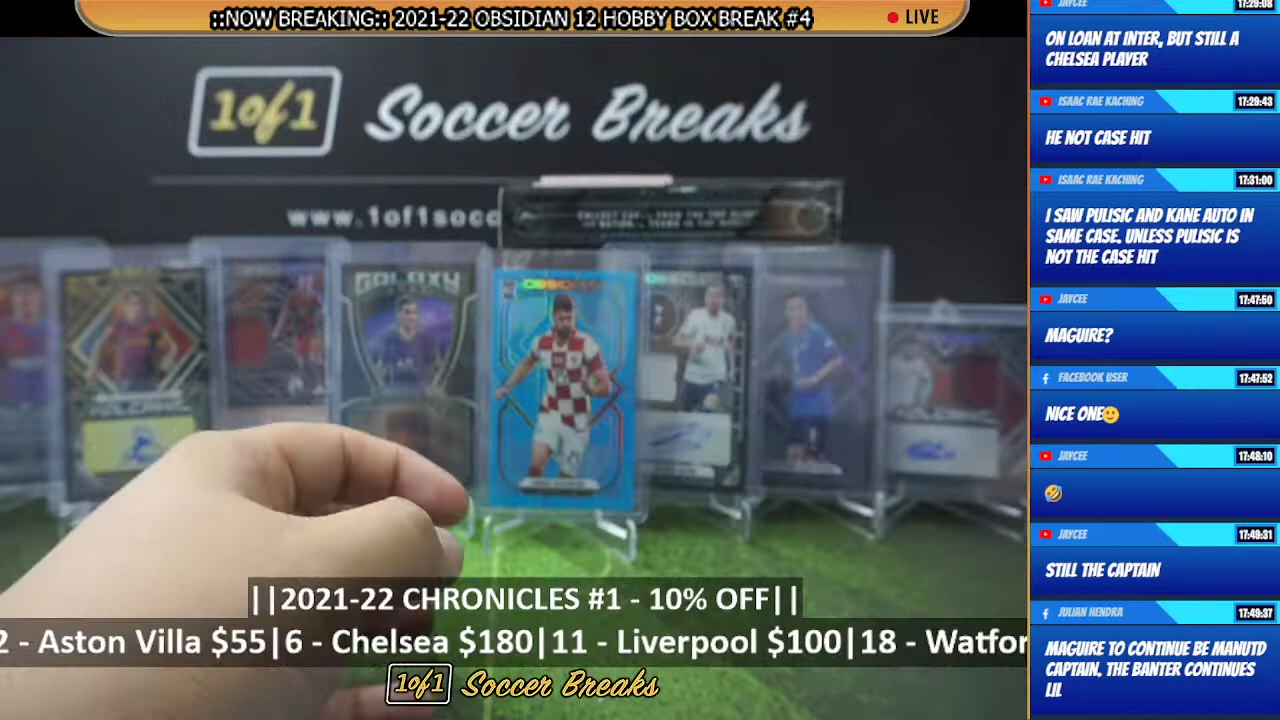 ::NOW BREAKING:: 2021-22 OBSIDIAN 12 HOBBY BOX BREAK #4
LIVE
1of1 Soccer Breaks
www.1of1socc
GALAXY
||2021-22 CHRONICLES #1 - 10% OFF||
2 - Aston Villa $55|6 - Chelsea $180|11 - Liverpool $100|18 - Watfor
1of1 Soccer Breaks
JAYCEE 17:29:08
ON LOAN AT INTER, BUT STILL A
CHELSEA PLAYER
ISAAC RAE KACHING 17:29:43
HE NOT CASE HIT
ISAAC RAE KACHING 17:31:00
I SAW PULISIC AND KANE AUTO IN
SAME CASE. UNLESS PULISIC IS
NOT THE CASE HIT
JAYCEE 17:47:50
MAGUIRE?
FACEBOOK USER 17:47:52
NICE ONE🙂
JAYCEE 17:48:10
🤣
JAYCEE 17:49:31
STILL THE CAPTAIN
JULIAN HENDRA 17:49:37
MAGUIRE TO CONTINUE BE MANUTD
CAPTAIN, THE BANTER CONTINUES
LIL